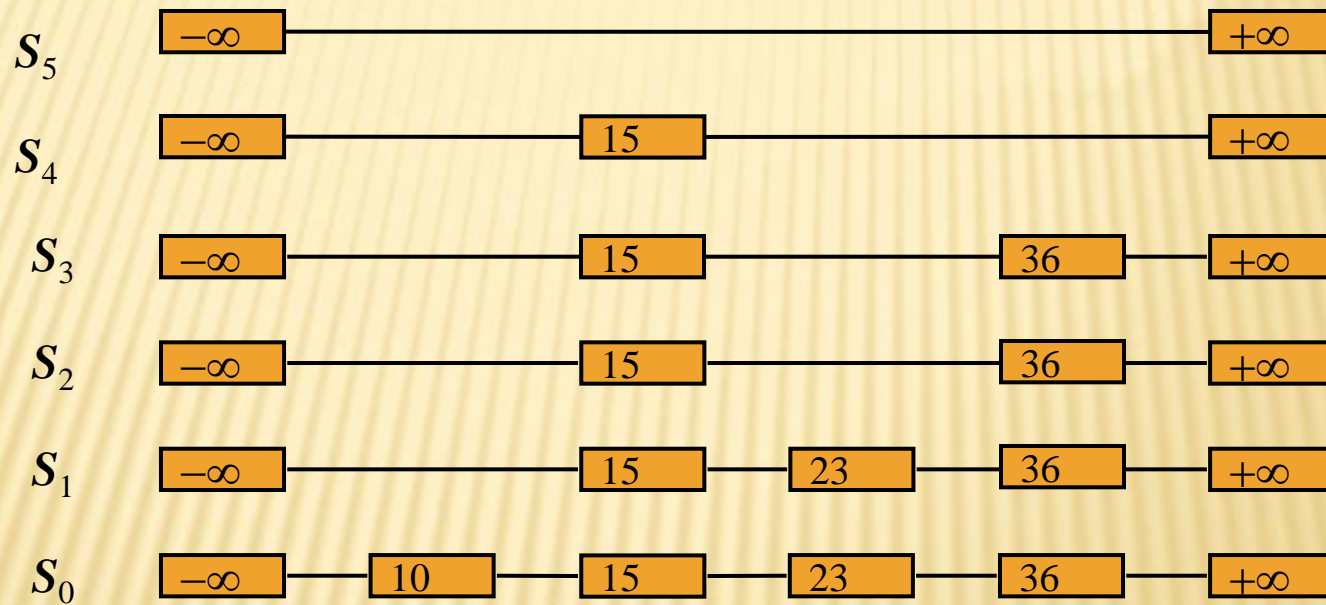 S₅ −∞ +∞
S₄ −∞ 15 +∞
S₃ −∞ 15 36 +∞
S₂ −∞ 15 36 +∞
S₁ −∞ 15 23 36 +∞
S₀ −∞ 10 15 23 36 +∞